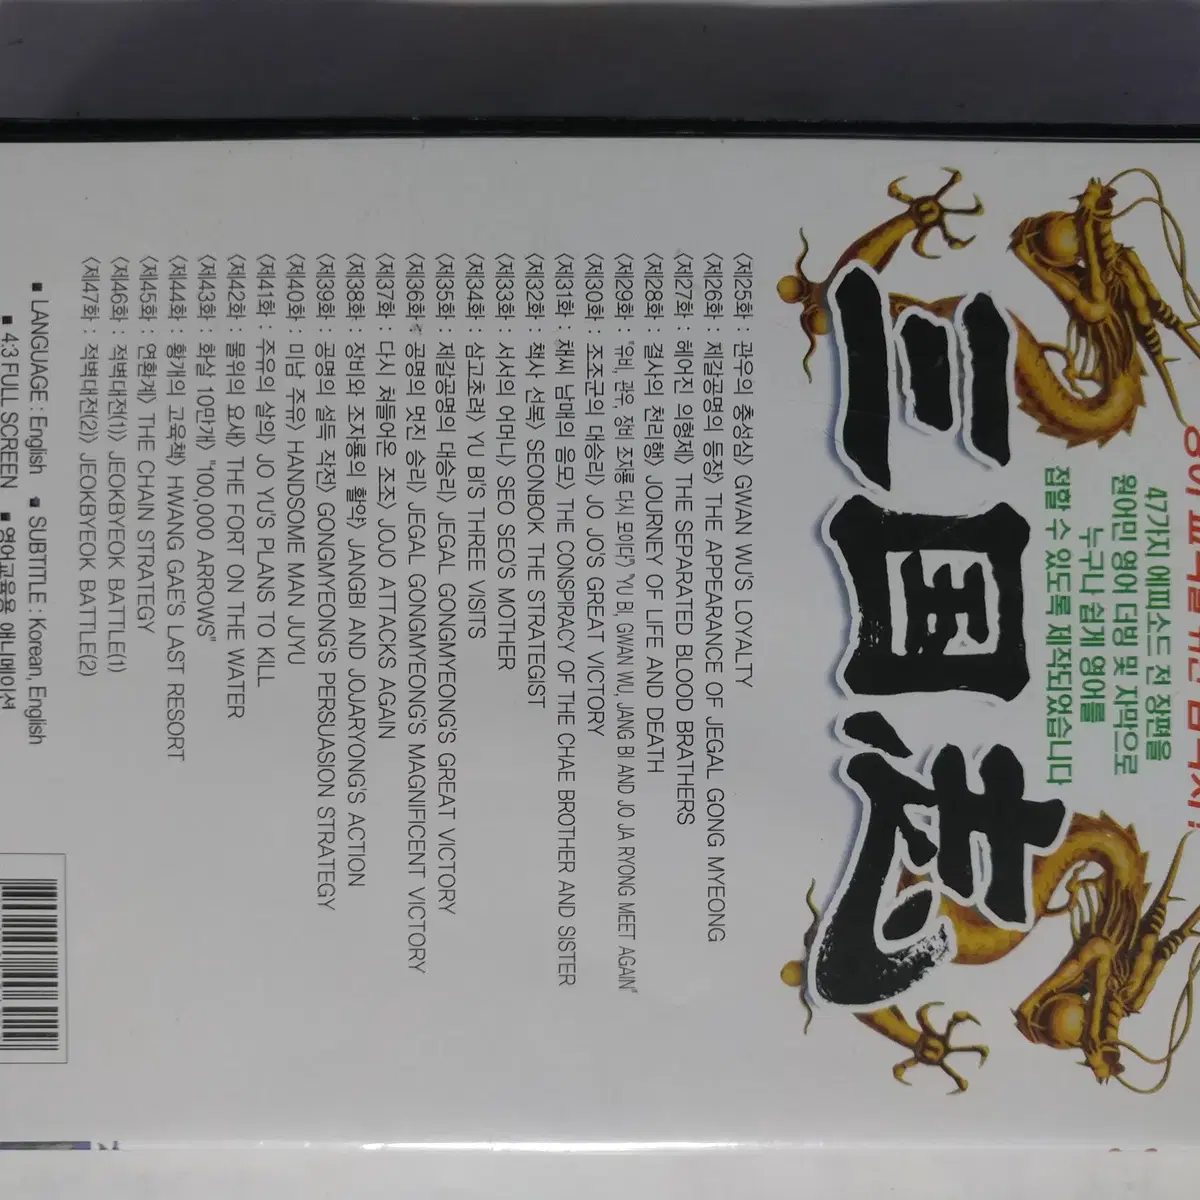 47가지 에피소드 전 장편을
원어민 영어 더빙 및 자막으로
누구나 쉽게 영어를
접할 수 있도록 제작되었습니다
三国志
〈제25화 : 관우의 충성심〉 GWAN WU'S LOYALTY
〈제26화 : 제갈공명의 등장〉 THE APPEARANCE OF JEGAL GONG MYEONG
〈제27화 : 헤어진 의형제〉 THE SEPARATED BLOOD BRATHERS
〈제28화 : 결사의 천리행〉 JOURNEY OF LIFE AND DEATH
〈제29화 : "유비, 관우, 장비 조자룡 다시 모이다"〉 "YU BI, GWAN WU, JANG BI AND JO JA RYONG MEET AGAIN"
〈제30화 : 조조군의 대승리〉 JO JO'S GREAT VICTORY
〈제31화 : 채씨 남매의 음모〉 THE CONSPIRACY OF THE CHAE BROTHER AND SISTER
〈제32화 : 책사 선복〉 SEONBOK THE STRATEGIST
〈제33화 : 서서의 어머니〉 SEO SEO'S MOTHER
〈제34화 : 삼고초려〉 YU BI'S THREE VISITS
〈제35화 : 제갈공명의 대승리〉 JEGAL GONGMYEONG'S GREAT VICTORY
〈제36화 : 공명의 멋진 승리〉 JEGAL GONGMYEONG'S MAGNIFICENT VICTORY
〈제37화 : 다시 쳐들어온 조조〉 JOJO ATTACKS AGAIN
〈제38화 : 장비와 조자룡의 활약〉 JANGBI AND JOJARYONG'S ACTION
〈제39화 : 공명의 설득 작전〉 GONGMYEONG'S PERSUASION STRATEGY
〈제40화 : 미남 주유〉 HANDSOME MAN JUYU
〈제41화 : 주유의 살의〉 JO YU'S PLANS TO KILL
〈제42화 : 물위의 요새〉 THE FORT ON THE WATER
〈제43화 : 화살 10만개〉 "100,000 ARROWS"
〈제44화 : 황개의 고육책〉 HWANG GAE'S LAST RESORT
〈제45화 : 연환계〉 THE CHAIN STRATEGY
〈제46화 : 적벽대전(1)〉 JEOKBYEOK BATTLE(1)
〈제47화 : 적벽대전(2)〉 JEOKBYEOK BATTLE(2)
■ LANGUAGE : English ■ SUBTITLE : Korean, English
■ 4:3 FULL SCREEN ■ 영어교육용 애니메이션